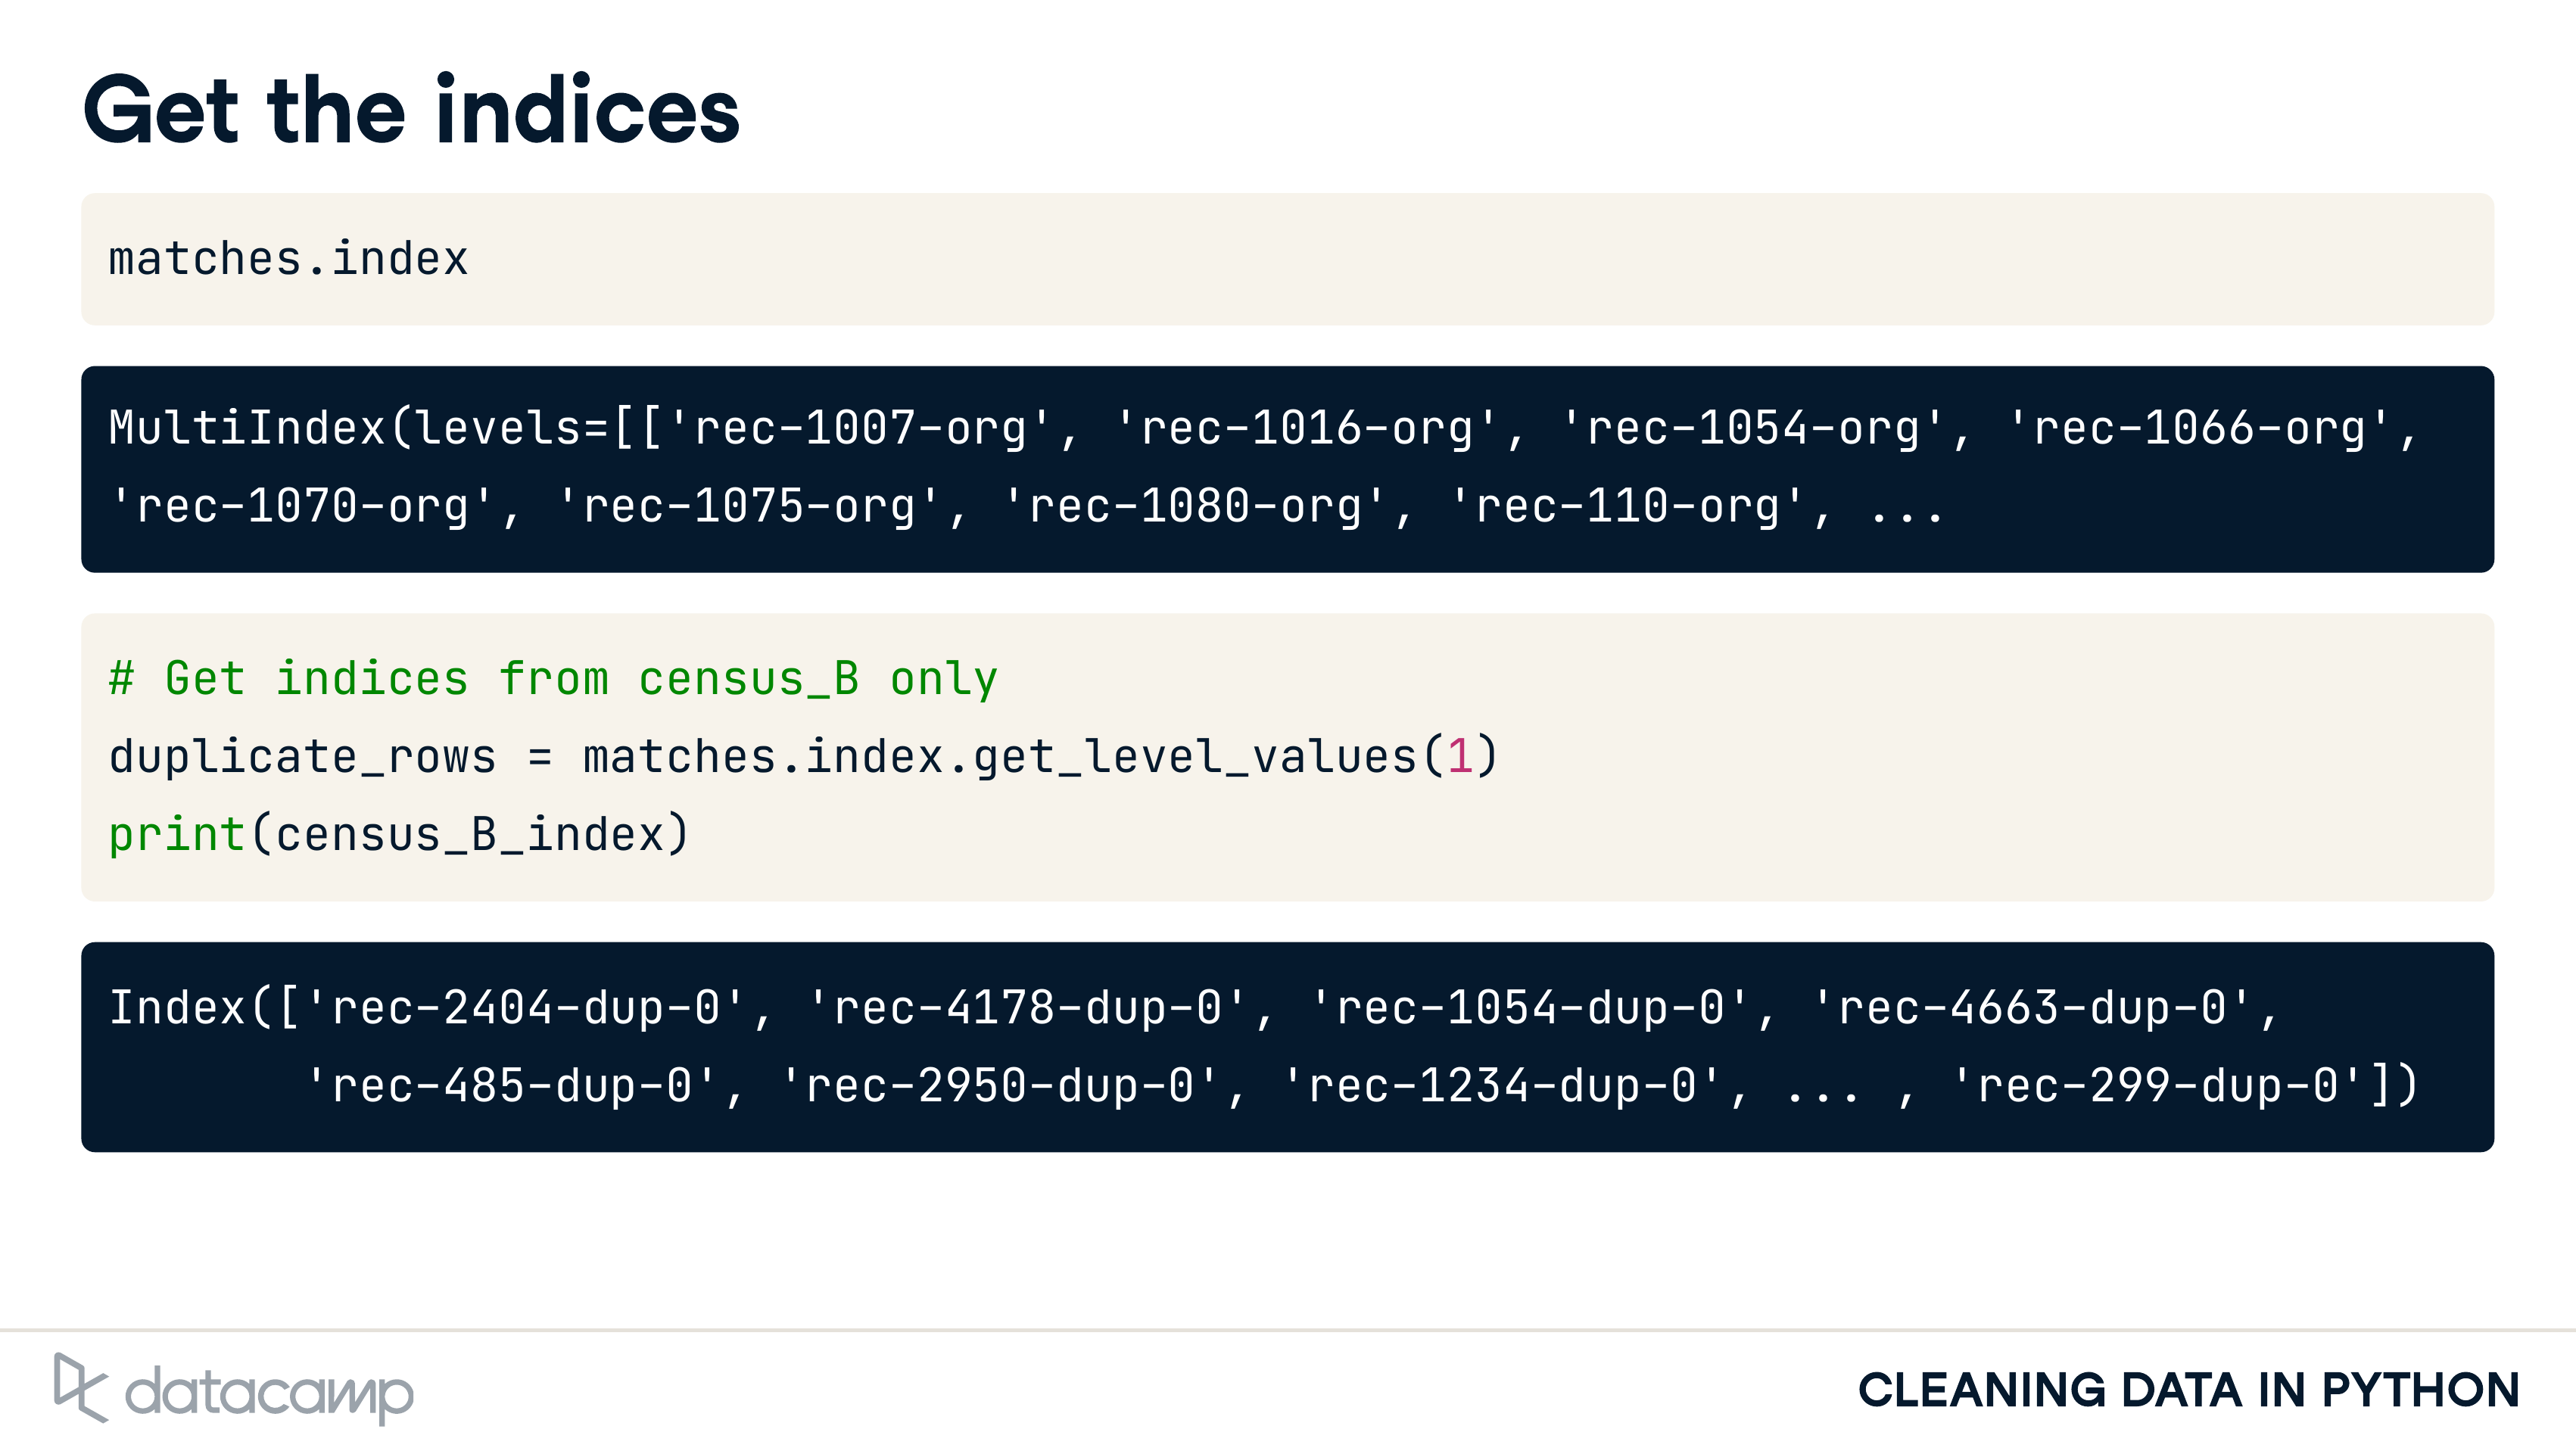 Get the indices
matches.index
MultiIndex(levels=[['rec-1007-org', 'rec-1016-org', 'rec-1054-org', 'rec-1066-org',
'rec-1070-org', 'rec-1075-org', 'rec-1080-org', 'rec-110-org', ...
# Get indices from census_B only
duplicate_rows = matches.index.get_level_values(1)
print(census_B_index)
Index(['rec-2404-dup-0', 'rec-4178-dup-0', 'rec-1054-dup-0', 'rec-4663-dup-0',
'rec-485-dup-0', 'rec-2950-dup-0', 'rec-1234-dup-0', ... , 'rec-299-dup-0'])
datacamp
CLEANING DATA IN PYTHON